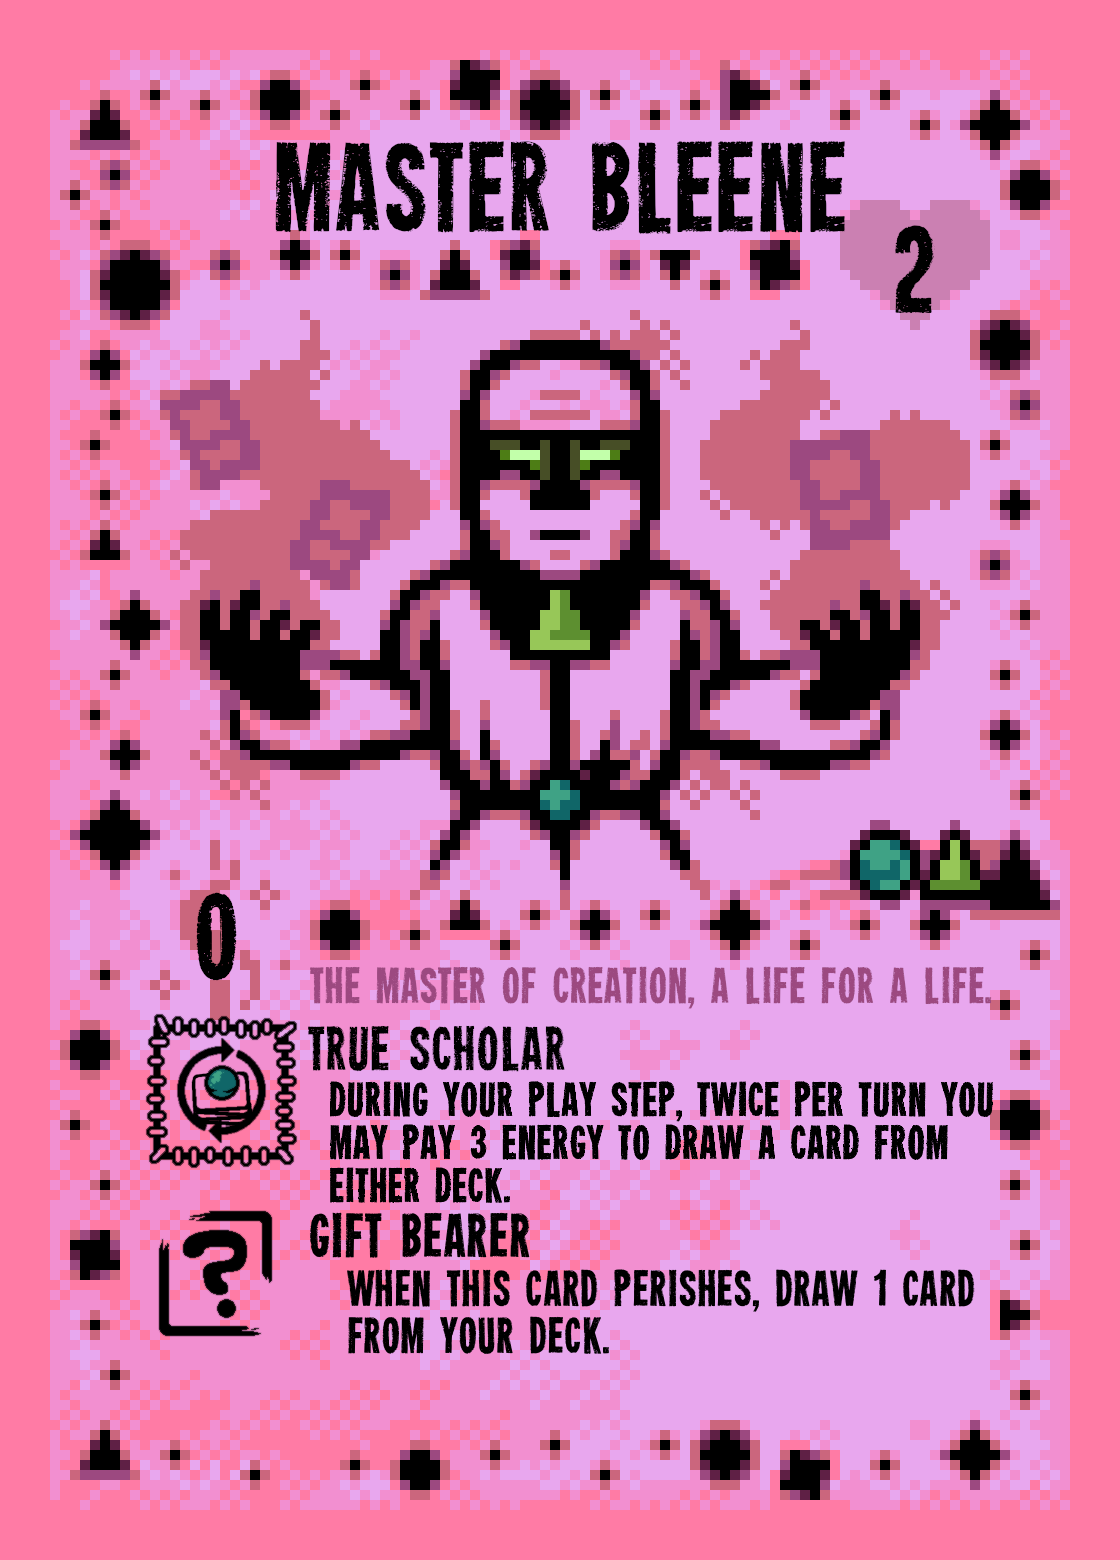 MASTER BLEENE
2
0
THE MASTER OF CREATION, A LIFE FOR A LIFE.
TRUE SCHOLAR
DURING YOUR PLAY STEP, TWICE PER TURN YOU
MAY PAY 3 ENERGY TO DRAW A CARD FROM
EITHER DECK.
GIFT BEARER
?
WHEN THIS CARD PERISHES, DRAW 1 CARD
FROM YOUR DECK.